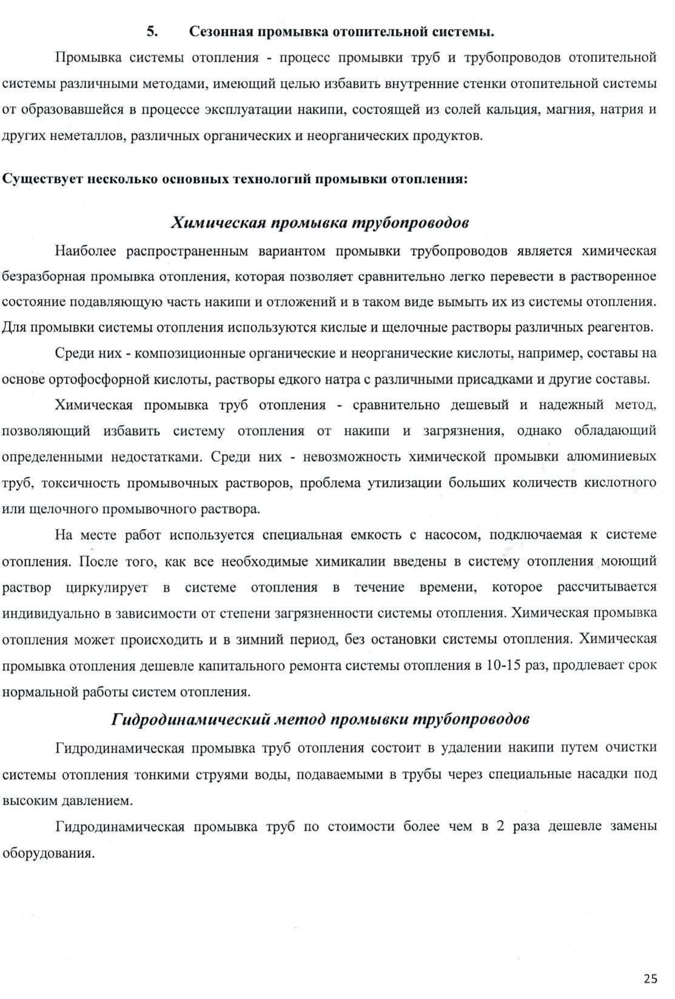 5. Сезонная промывка отопительной системы.
Промывка системы отопления - процесс промывки труб и трубопроводов отопительной
системы различными методами, имеющий целью избавить внутренние стенки отопительной системы
от образовавшейся в процессе эксплуатации накипи, состоящей из солей кальция, магния, натрия и
других неметаллов, различных органических и неорганических продуктов.
Существует несколько основных технологий промывки отопления:
Химическая промывка трубопроводов
Наиболее распространенным вариантом промывки трубопроводов является химическая
безразборная промывка отопления, которая позволяет сравнительно легко перевести в растворенное
состояние подавляющую часть накипи и отложений и в таком виде вымыть их из системы отопления.
Для промывки системы отопления используются кислые и щелочные растворы различных реагентов.
Среди них - композиционные органические и неорганические кислоты, например, составы на
основе ортофосфорной кислоты, растворы едкого натра с различными присадками и другие составы.
Химическая промывка труб отопления - сравнительно дешевый и надежный метод,
позволяющий избавить систему отопления от накипи и загрязнения, однако обладающий
определенными недостатками. Среди них - невозможность химической промывки алюминиевых
труб, токсичность промывочных растворов, проблема утилизации больших количеств кислотного
или щелочного промывочного раствора.
На месте работ используется специальная емкость с насосом, подключаемая к системе
отопления. После того, как все необходимые химикалии введены в систему отопления моющий
раствор циркулирует в системе отопления в течение времени, которое рассчитывается
индивидуально в зависимости от степени загрязненности системы отопления. Химическая промывка
отопления может происходить и в зимний период, без остановки системы отопления. Химическая
промывка отопления дешевле капитального ремонта системы отопления в 10-15 раз, продлевает срок
нормальной работы систем отопления.
Гидродинамический метод промывки трубопроводов
Гидродинамическая промывка труб отопления состоит в удалении накипи путем очистки
системы отопления тонкими струями воды, подаваемыми в трубы через специальные насадки под
высоким давлением.
Гидродинамическая промывка труб по стоимости более чем в 2 раза дешевле замены
оборудования.
25